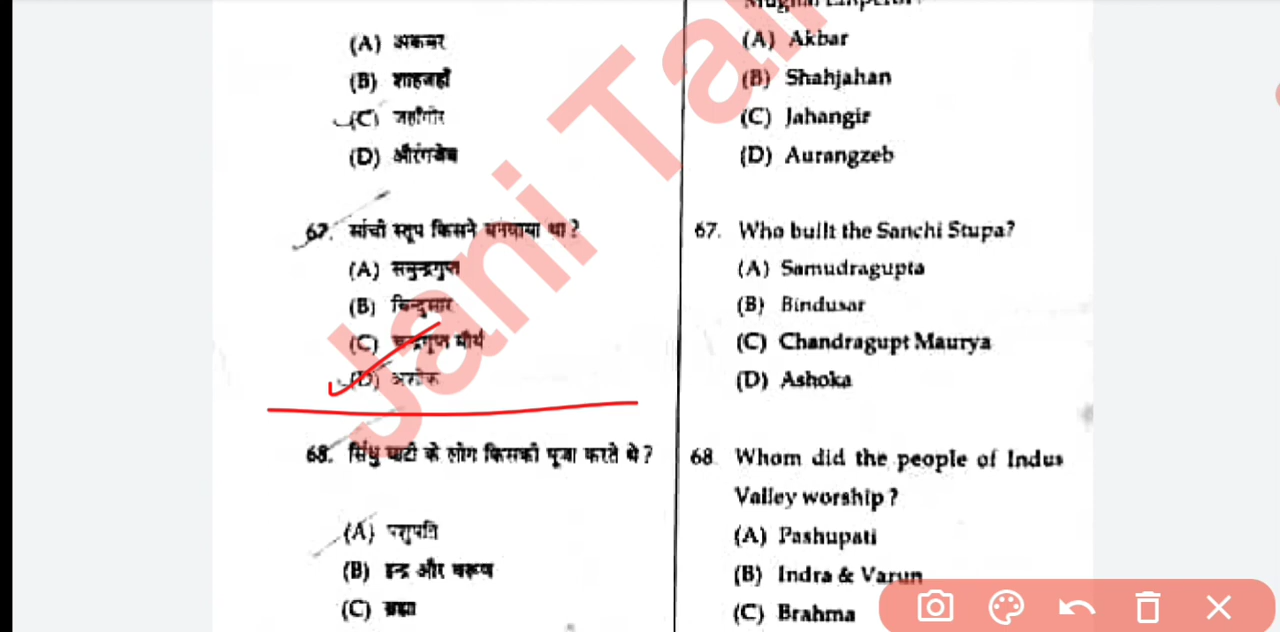 (A) अकबर
(B) शाहजहाँ
(C) जहाँगीर
(D) औरंगजेब
67. सांची स्तूप किसने बनवाया था ?
(A) समुद्रगुप्त
(B) बिन्दुसार
(C) चन्द्रगुप्त मौर्य
(D) अशोक
68. सिंधु घाटी के लोग किसकी पूजा करते थे ?
(A) पशुपति
(B) इन्द्र और वरूण
(C) ब्रह्मा
(A) Akbar
(B) Shahjahan
(C) Jahangir
(D) Aurangzeb
67. Who built the Sanchi Stupa?
(A) Samudragupta
(B) Bindusar
(C) Chandragupt Maurya
(D) Ashoka
68. Whom did the people of Indus
Valley worship ?
(A) Pashupati
(B) Indra & Varun
(C) Brahma
Jani